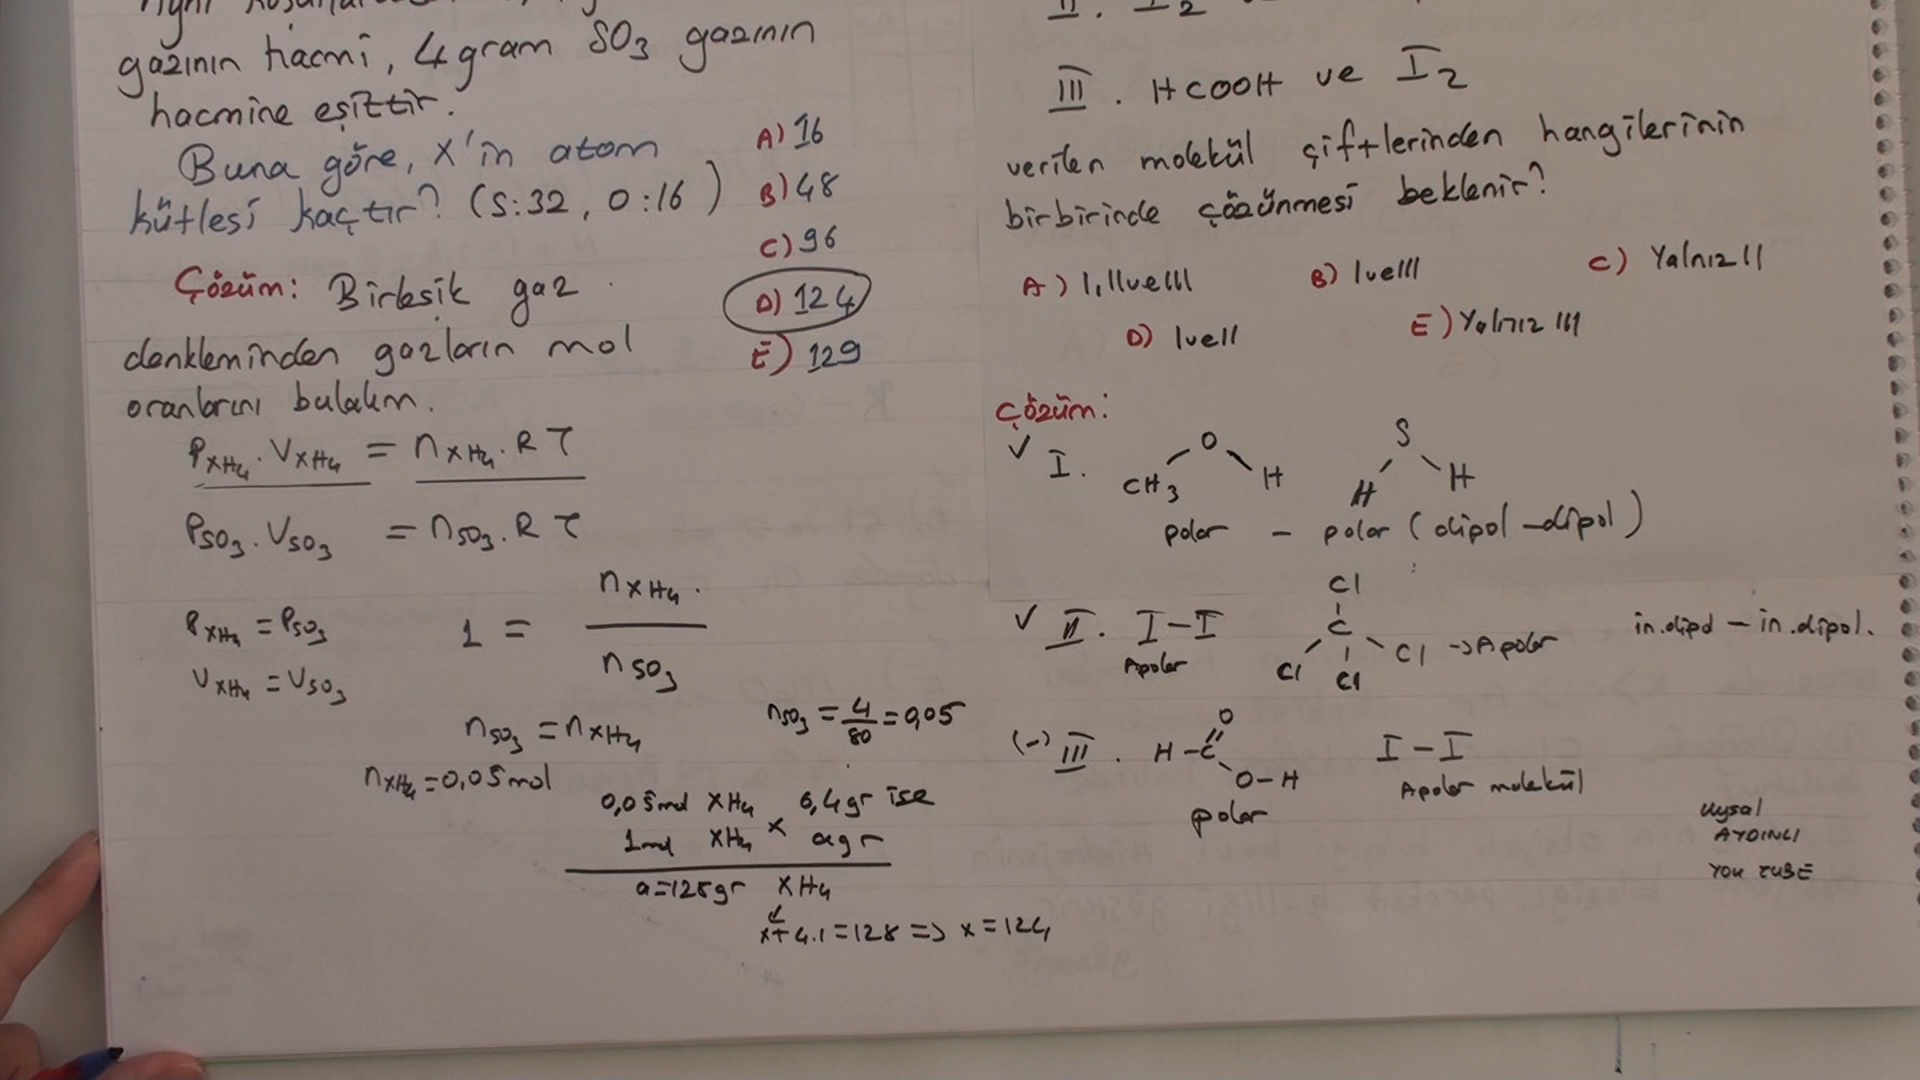 gazının hacmi, 4 gram SO3 gazının
hacmine eşittir.
Buna göre, X'in atom
kütlesi kaçtır? (S:32, O:16)
A) 16
B) 48
C) 96
D) 124
E) 129
Çözüm: Birleşik gaz
denkleminden gazların mol
oranlarını bulalım.
PXH4 . VXH4 = nXH4 . R T
PSO3 . VSO3 = nSO3 . R T
PXH4 = PSO3
VXH4 = VSO3
1 = nXH4 . / nSO3
nSO3 = nXH4
nSO3 = 4/80 = 0,05
nXH4 = 0,05 mol
0,05 mol XH4 6,4 gr ise
1 mol XH4 x a gr
a = 128 gr XH4
x + 4.1 = 128 => x = 124
II. I2
III. HCOOH ve I2
verilen molekül çiftlerinden hangilerinin
birbirinde çözünmesi beklenir?
A) I, II ve III
B) I ve III
C) Yalnız II
D) I ve II
E) Yalnız III
Çözüm:
√ I. CH3 O H H S H
polar - polar (dipol - dipol)
√ II. I - I
Apolar
Cl
C
Cl Cl Cl → Apolar
in.dipol - in.dipol.
(-) III. H - C O O - H
polar
I - I
Apolar molekül
Uysal
AYDINLI
YOU TUBE